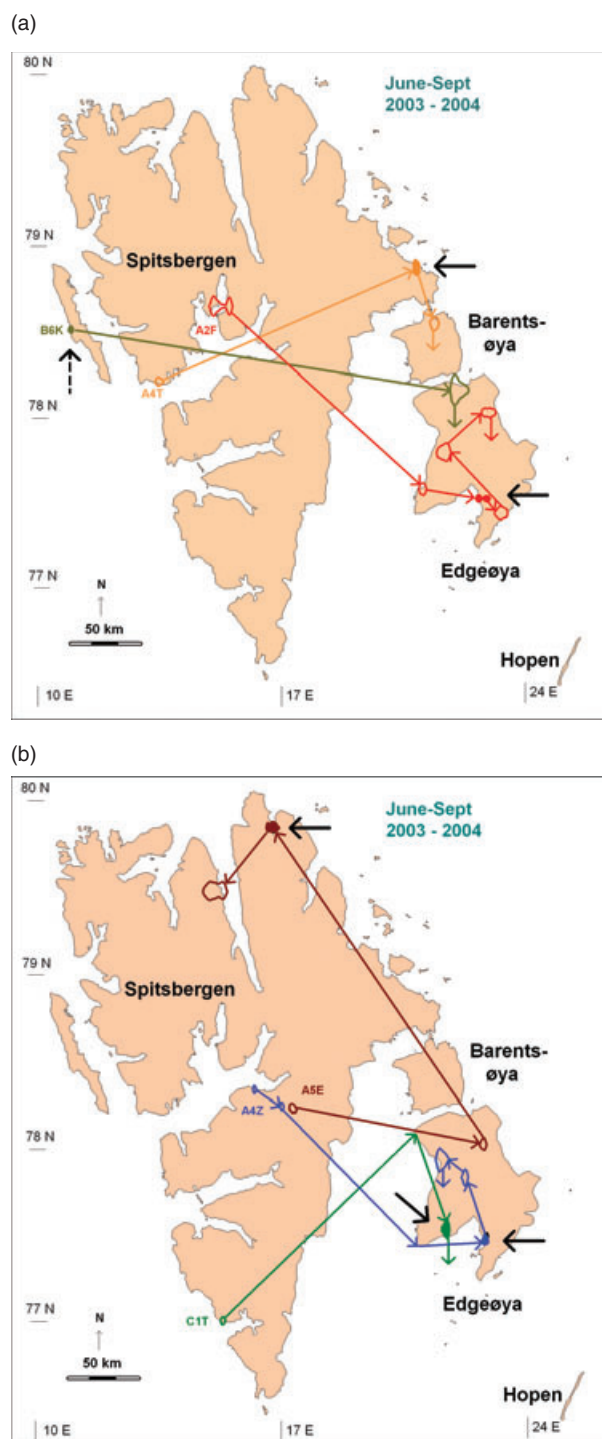 (a)
80 N
June-Sept
2003 - 2004
79 N
Spitsbergen
Barents-
øya
B6K
A2F
A4T
78 N
77 N
Edgeøya
N
50 km
Hopen
10 E
17 E
24 E
(b)
80 N
June-Sept
2003 - 2004
79 N
Spitsbergen
Barents-
øya
A5E
A4Z
78 N
77 N
C1T
Edgeøya
N
50 km
Hopen
10 E
17 E
24 E